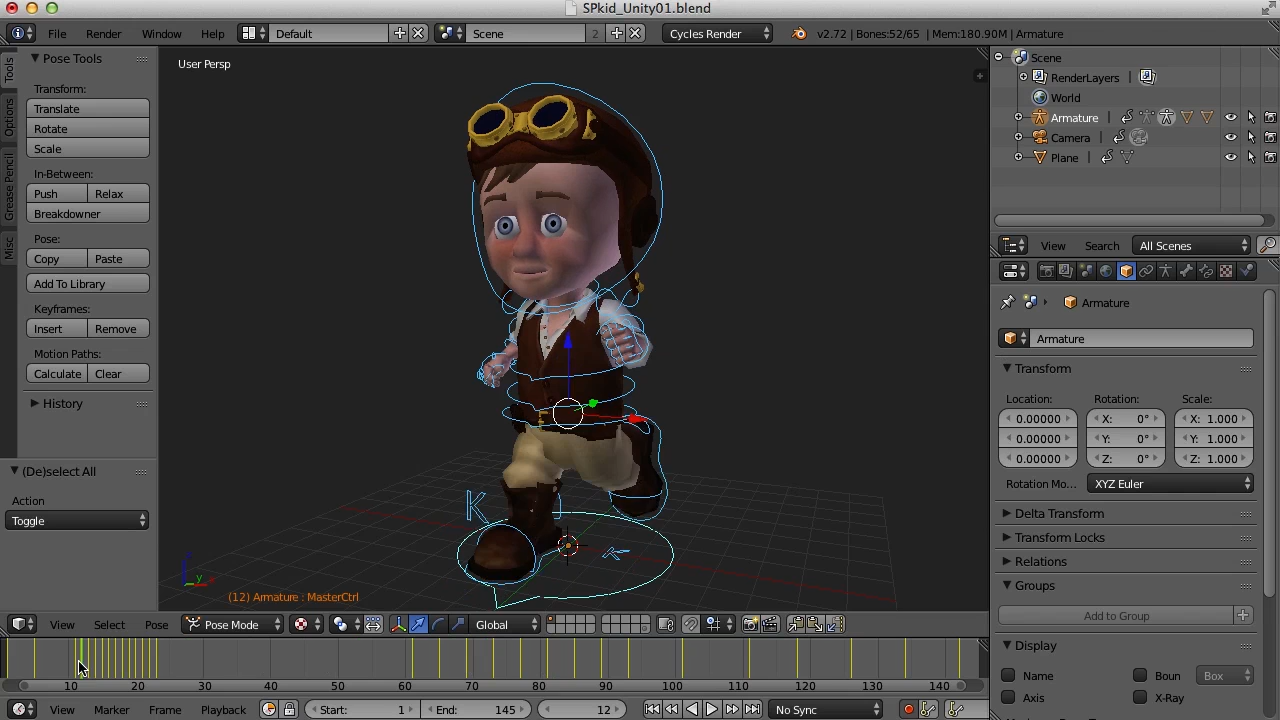 SPkid_Unity01.blend
File Render Window Help Default Scene 2 Cycles Render v2.72 | Bones:52/65 | Mem:180.90M | Armature
Tools
Options
Grease Pencil
Misc
Pose Tools
Transform:
Translate
Rotate
Scale
In-Between:
Push Relax
Breakdowner
Pose:
Copy Paste
Add To Library
Keyframes:
Insert Remove
Motion Paths:
Calculate Clear
History
(De)select All
Action
Toggle
User Persp
K
z
y
(12) Armature : MasterCtrl
View Select Pose Pose Mode Global
10 20 30 40 50 60 70 80 90 100 110 120 130 140
View Marker Frame Playback Start: 1 End: 145 12 No Sync
Scene
RenderLayers
World
Armature
Camera
Plane
View Search All Scenes
Armature
Armature
Transform
Location: Rotation: Scale:
0.00000 X: 0° X: 1.000
0.00000 Y: 0° Y: 1.000
0.00000 Z: 0° Z: 1.000
Rotation Mo... XYZ Euler
Delta Transform
Transform Locks
Relations
Groups
Add to Group
Display
Name Boun Box
Axis X-Ray